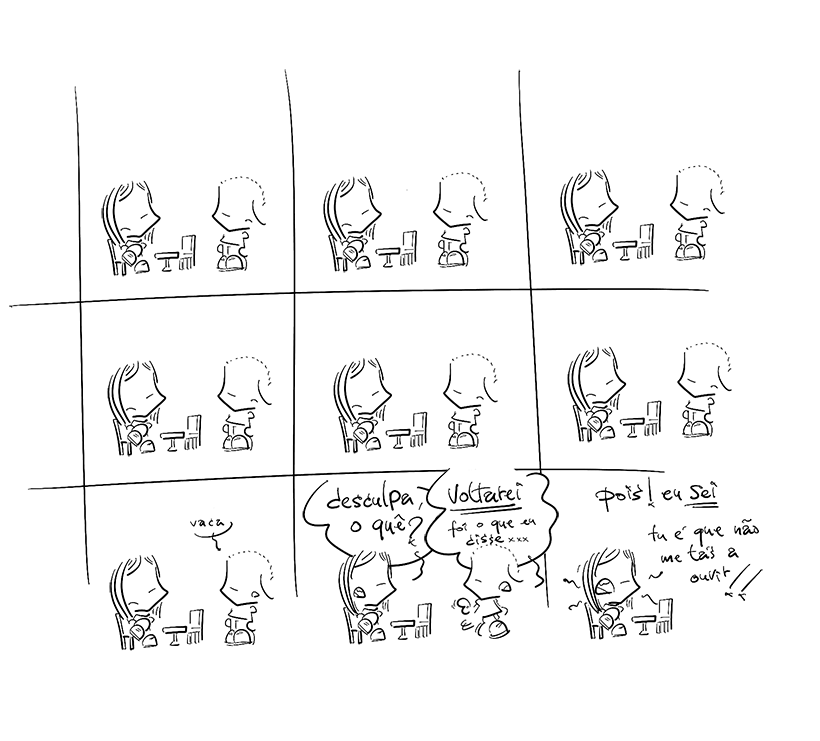 vaca
desculpa,
o quê?
voltarei
foi o que eu
disse xxx
pois! eu sei
tu é que não
me tás a
ouvir!!